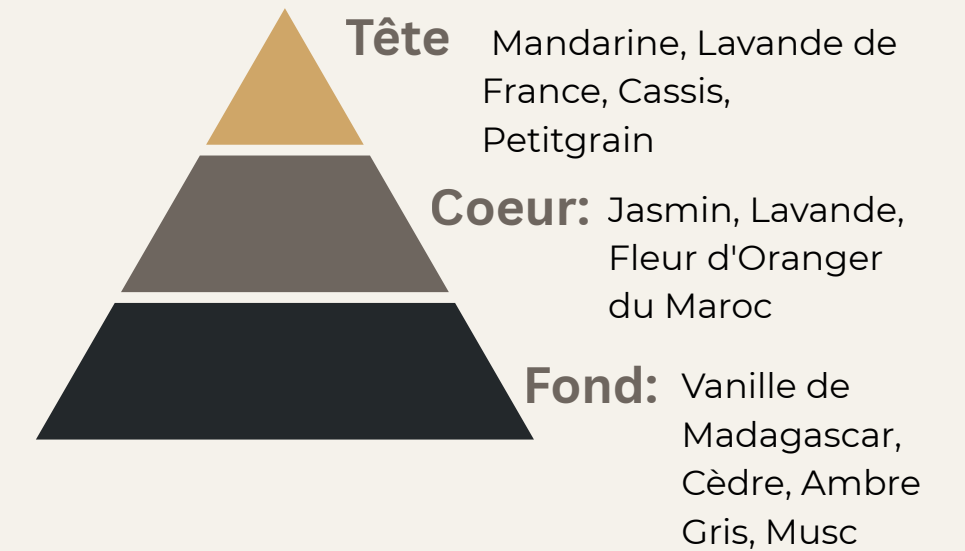 Tête Mandarine, Lavande de
France, Cassis,
Petitgrain
Coeur: Jasmin, Lavande,
Fleur d'Oranger
du Maroc
Fond: Vanille de
Madagascar,
Cèdre, Ambre
Gris, Musc